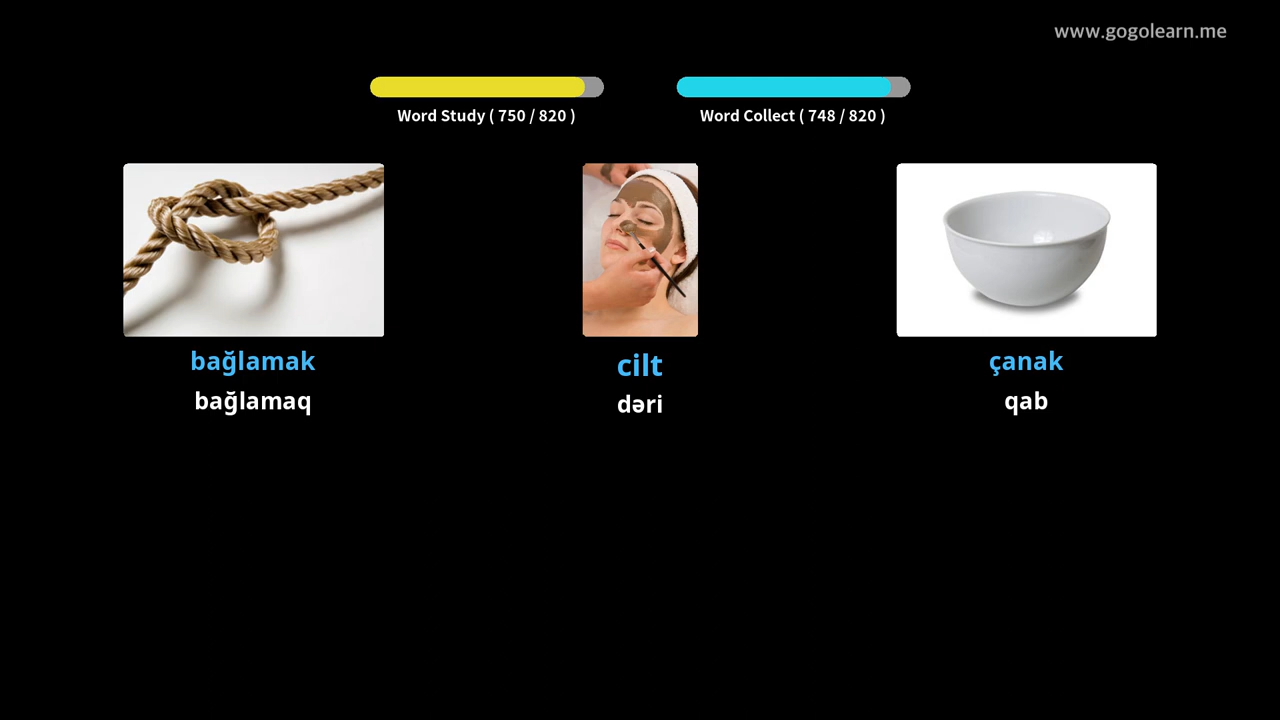 www.gogolearn.me
Word Study ( 750 / 820 )
Word Collect ( 748 / 820 )
bağlamak
bağlamaq
cilt
dəri
çanak
qab